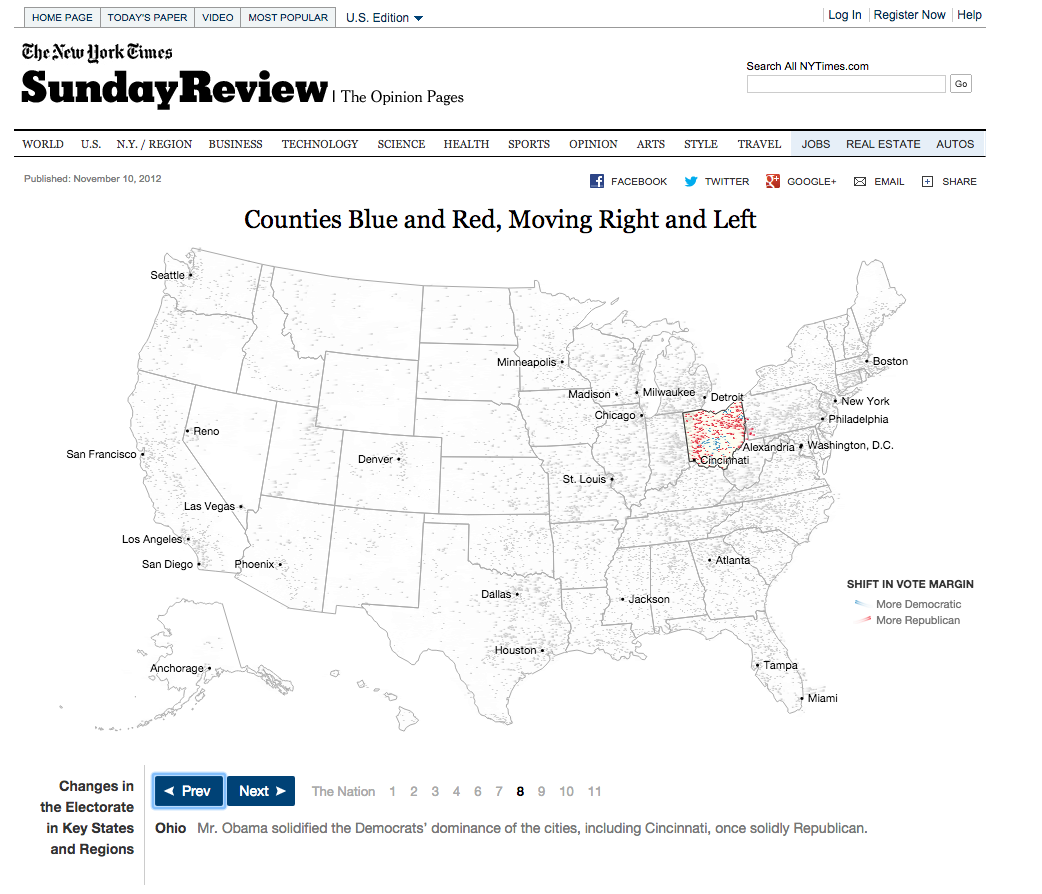 HOME PAGE TODAY'S PAPER VIDEO MOST POPULAR U.S. Edition
Log In Register Now Help
The New York Times
SundayReview | The Opinion Pages
Search All NYTimes.com
Go
WORLD U.S. N.Y. / REGION BUSINESS TECHNOLOGY SCIENCE HEALTH SPORTS OPINION ARTS STYLE TRAVEL JOBS REAL ESTATE AUTOS
Published: November 10, 2012
FACEBOOK TWITTER GOOGLE+ EMAIL SHARE
Counties Blue and Red, Moving Right and Left
Seattle
Minneapolis
Boston
Madison
Milwaukee
Detroit
New York
Chicago
Philadelphia
Reno
Alexandria
Washington, D.C.
San Francisco
Denver
Cincinnati
St. Louis
Las Vegas
Los Angeles
San Diego
Phoenix
Atlanta
Dallas
Jackson
Houston
Anchorage
Tampa
Miami
SHIFT IN VOTE MARGIN
More Democratic
More Republican
Changes in
the Electorate
in Key States
and Regions
Prev Next The Nation 1 2 3 4 6 7 8 9 10 11
Ohio Mr. Obama solidified the Democrats' dominance of the cities, including Cincinnati, once solidly Republican.